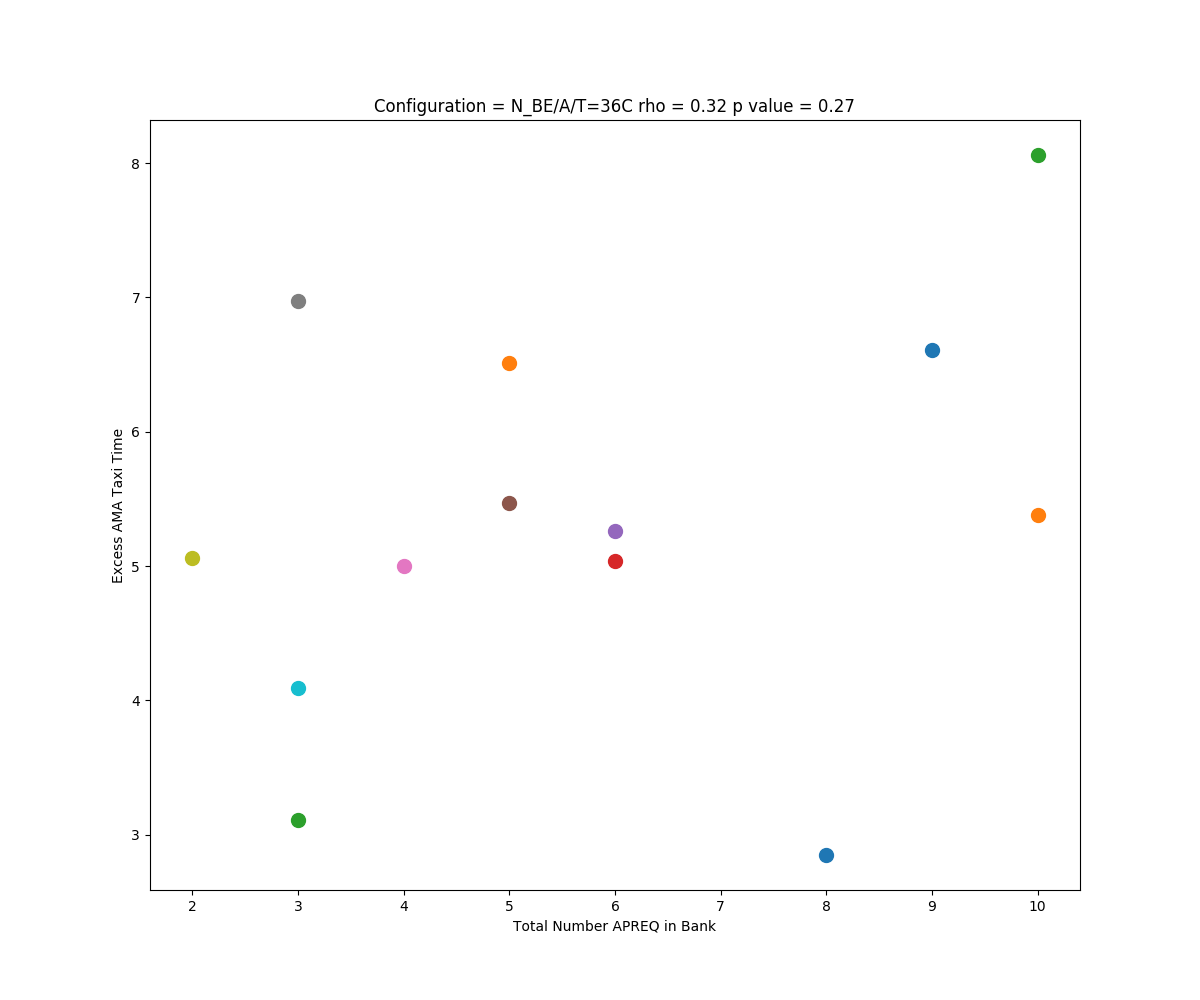 Configuration = N_BE/A/T=36C rho = 0.32 p value = 0.27
8
7
6
5
4
3
Excess AMA Taxi Time
2 3 4 5 6 7 8 9 10
Total Number APREQ in Bank